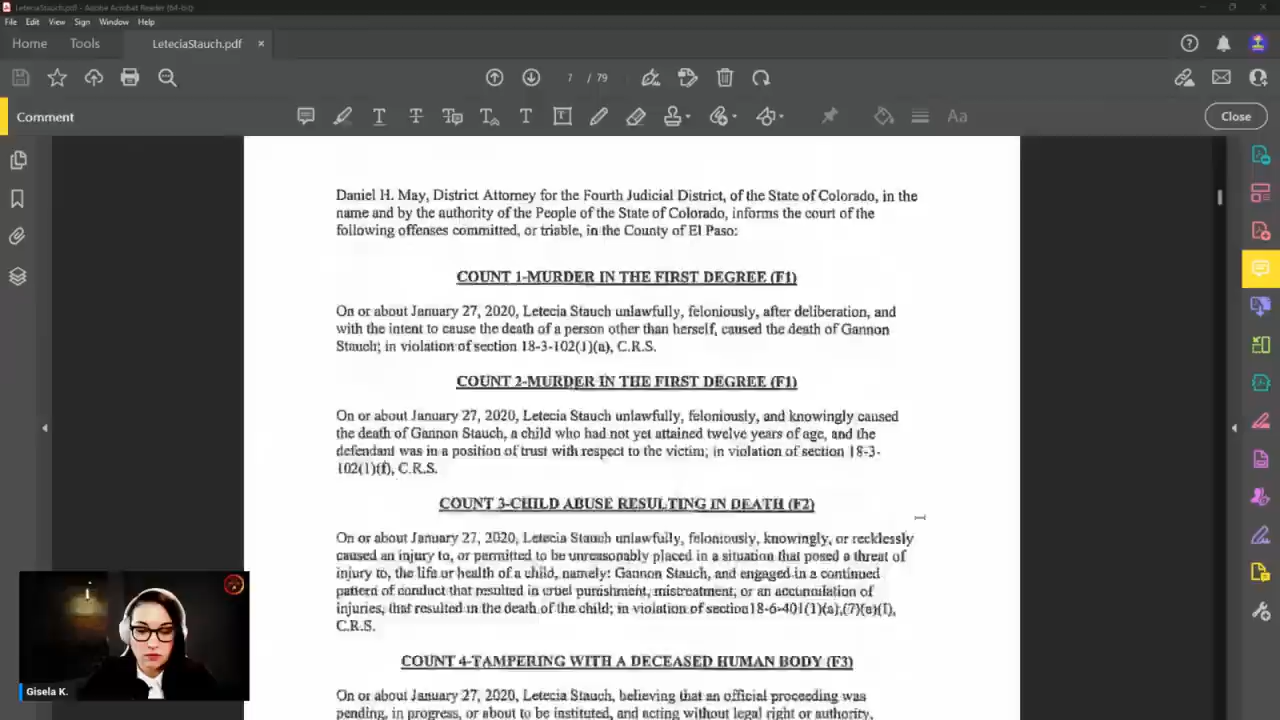 LeteciaStauch.pdf - Adobe Acrobat Reader (64-bit)
File Edit View Sign Window Help
Home Tools LeteciaStauch.pdf ×
7 / 79
Comment
Close
Daniel H. May, District Attorney for the Fourth Judicial District, of the State of Colorado, in the
name and by the authority of the People of the State of Colorado, informs the court of the
following offenses committed, or triable, in the County of El Paso:
COUNT 1-MURDER IN THE FIRST DEGREE (F1)
On or about January 27, 2020, Letecia Stauch unlawfully, feloniously, after deliberation, and
with the intent to cause the death of a person other than herself, caused the death of Gannon
Stauch; in violation of section 18-3-102(1)(a), C.R.S.
COUNT 2-MURDER IN THE FIRST DEGREE (F1)
On or about January 27, 2020, Letecia Stauch unlawfully, feloniously, and knowingly caused
the death of Gannon Stauch, a child who had not yet attained twelve years of age, and the
defendant was in a position of trust with respect to the victim; in violation of section 18-3-
102(1)(f), C.R.S.
COUNT 3-CHILD ABUSE RESULTING IN DEATH (F2)
On or about January 27, 2020, Letecia Stauch unlawfully, feloniously, knowingly, or recklessly
caused an injury to, or permitted to be unreasonably placed in a situation that posed a threat of
injury to, the life or health of a child, namely: Gannon Stauch, and engaged in a continued
pattern of conduct that resulted in cruel punishment, mistreatment, or an accumulation of
injuries, that resulted in the death of the child; in violation of section18-6-401(1)(a),(7)(a)(I),
C.R.S.
COUNT 4-TAMPERING WITH A DECEASED HUMAN BODY (F3)
On or about January 27, 2020, Letecia Stauch, believing that an official proceeding was
pending, in progress, or about to be instituted, and acting without legal right or authority,
Gisela K.